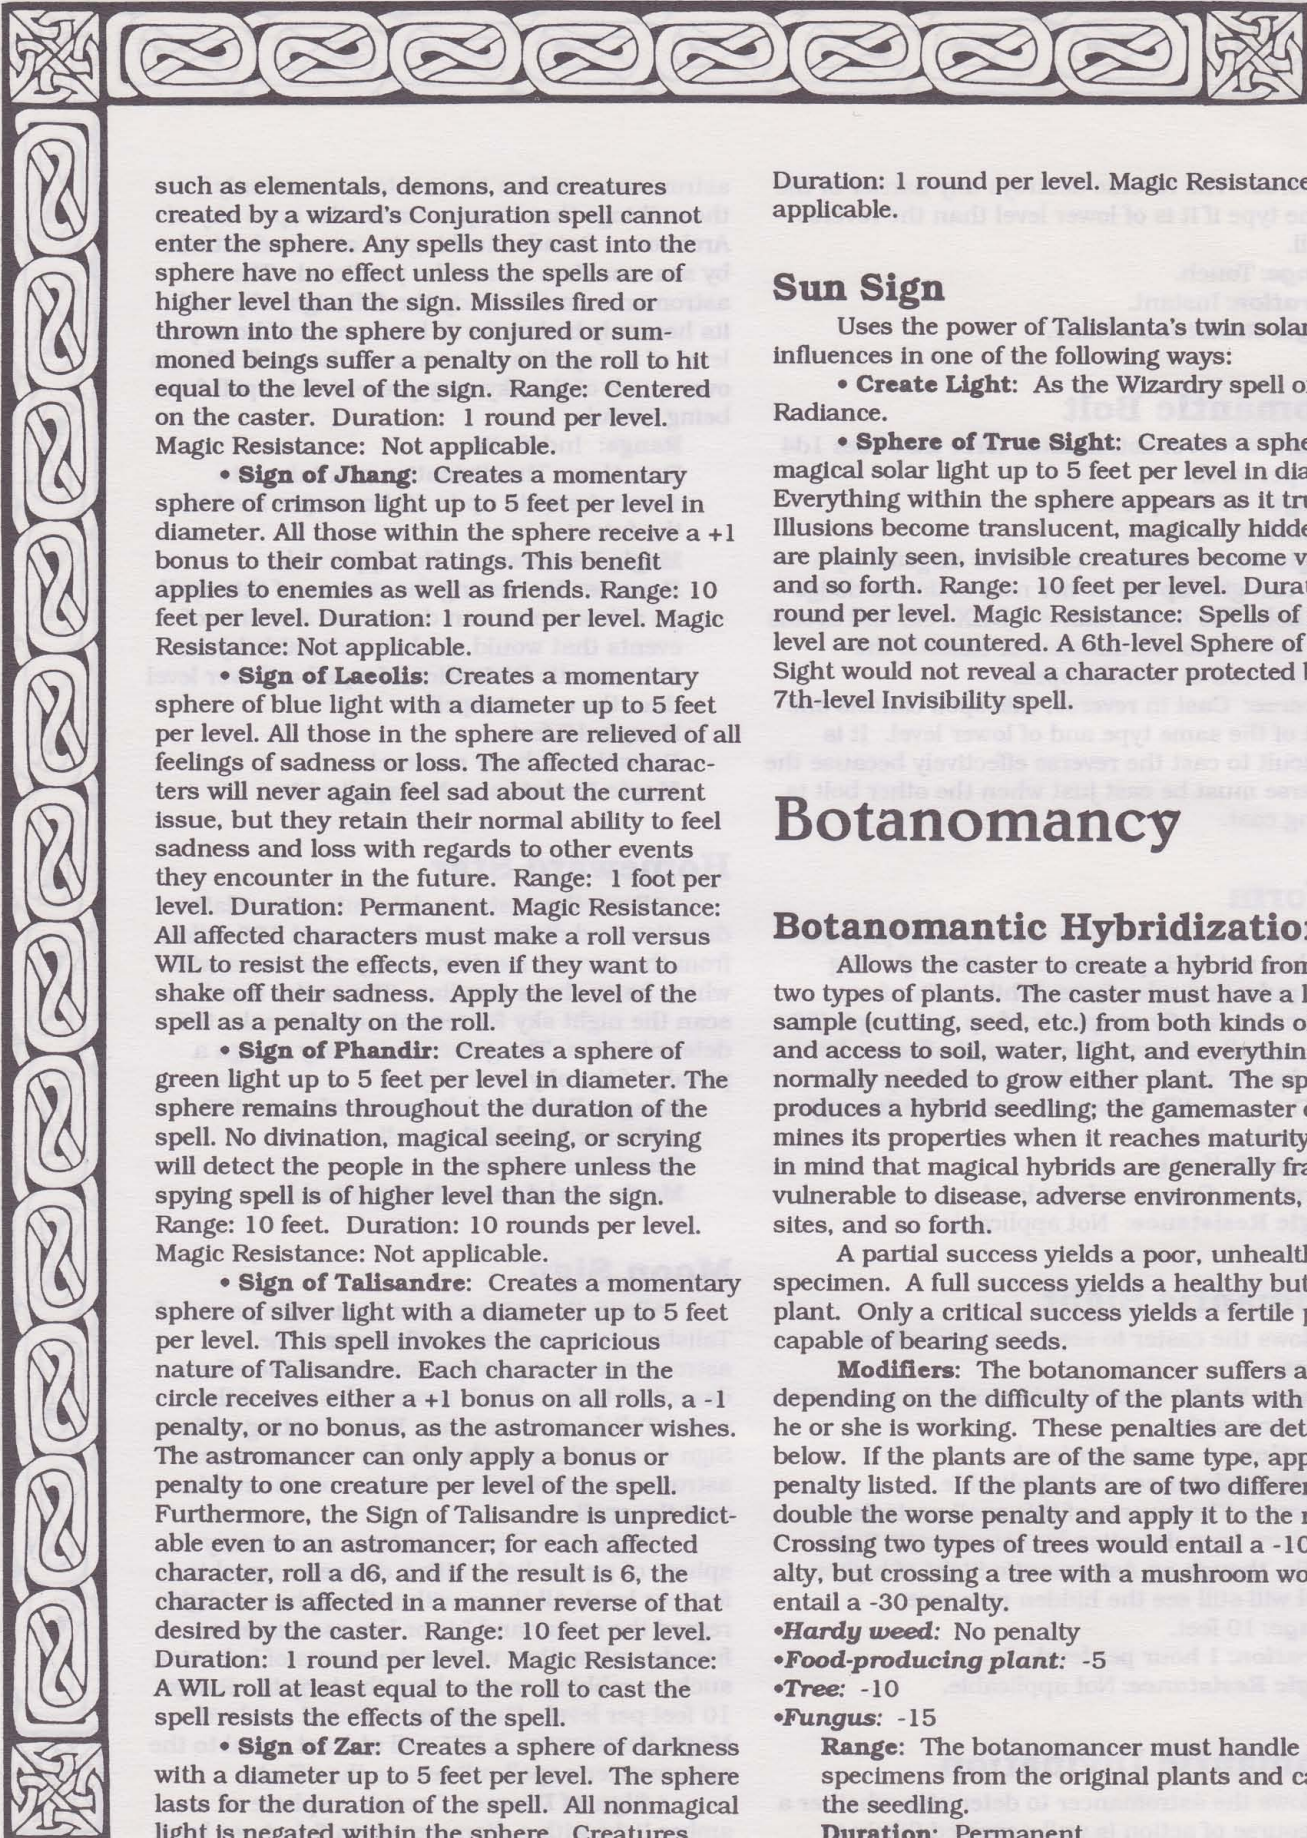 such as elementals, demons, and creatures
created by a wizard's Conjuration spell cannot
enter the sphere. Any spells they cast into the
sphere have no effect unless the spells are of
higher level than the sign. Missiles fired or
thrown into the sphere by conjured or sum-
moned beings suffer a penalty on the roll to hit
equal to the level of the sign. Range: Centered
on the caster. Duration: 1 round per level.
Magic Resistance: Not applicable.
• Sign of Jhang: Creates a momentary
sphere of crimson light up to 5 feet per level in
diameter. All those within the sphere receive a +1
bonus to their combat ratings. This benefit
applies to enemies as well as friends. Range: 10
feet per level. Duration: 1 round per level. Magic
Resistance: Not applicable.
• Sign of Laeolis: Creates a momentary
sphere of blue light with a diameter up to 5 feet
per level. All those in the sphere are relieved of all
feelings of sadness or loss. The affected charac-
ters will never again feel sad about the current
issue, but they retain their normal ability to feel
sadness and loss with regards to other events
they encounter in the future. Range: 1 foot per
level. Duration: Permanent. Magic Resistance:
All affected characters must make a roll versus
WIL to resist the effects, even if they want to
shake off their sadness. Apply the level of the
spell as a penalty on the roll.
• Sign of Phandir: Creates a sphere of
green light up to 5 feet per level in diameter. The
sphere remains throughout the duration of the
spell. No divination, magical seeing, or scrying
will detect the people in the sphere unless the
spying spell is of higher level than the sign.
Range: 10 feet. Duration: 10 rounds per level.
Magic Resistance: Not applicable.
• Sign of Talisandre: Creates a momentary
sphere of silver light with a diameter up to 5 feet
per level. This spell invokes the capricious
nature of Talisandre. Each character in the
circle receives either a +1 bonus on all rolls, a -1
penalty, or no bonus, as the astromancer wishes.
The astromancer can only apply a bonus or
penalty to one creature per level of the spell.
Furthermore, the Sign of Talisandre is unpredict-
able even to an astromancer; for each affected
character, roll a d6, and if the result is 6, the
character is affected in a manner reverse of that
desired by the caster. Range: 10 feet per level.
Duration: 1 round per level. Magic Resistance:
A WIL roll at least equal to the roll to cast the
spell resists the effects of the spell.
• Sign of Zar: Creates a sphere of darkness
with a diameter up to 5 feet per level. The sphere
lasts for the duration of the spell. All nonmagical
light is negated within the sphere. Creatures
Duration: 1 round per level. Magic Resistance
applicable.
Sun Sign
Uses the power of Talislanta's twin solar
influences in one of the following ways:
• Create Light: As the Wizardry spell o
Radiance.
• Sphere of True Sight: Creates a sphe
magical solar light up to 5 feet per level in dia
Everything within the sphere appears as it tru
Illusions become translucent, magically hidde
are plainly seen, invisible creatures become v
and so forth. Range: 10 feet per level. Durat
round per level. Magic Resistance: Spells of
level are not countered. A 6th-level Sphere of
Sight would not reveal a character protected b
7th-level Invisibility spell.
Botanomancy
Botanomantic Hybridization
Allows the caster to create a hybrid from
two types of plants. The caster must have a l
sample (cutting, seed, etc.) from both kinds o
and access to soil, water, light, and everythin
normally needed to grow either plant. The sp
produces a hybrid seedling; the gamemaster
mines its properties when it reaches maturity
in mind that magical hybrids are generally fra
vulnerable to disease, adverse environments,
sites, and so forth.
A partial success yields a poor, unhealth
specimen. A full success yields a healthy but
plant. Only a critical success yields a fertile
capable of bearing seeds.
Modifiers: The botanomancer suffers a
depending on the difficulty of the plants with
he or she is working. These penalties are det
below. If the plants are of the same type, app
penalty listed. If the plants are of two differen
double the worse penalty and apply it to the r
Crossing two types of trees would entail a -10
alty, but crossing a tree with a mushroom wo
entail a -30 penalty.
•Hardy weed: No penalty
•Food-producing plant: -5
•Tree: -10
•Fungus: -15
Range: The botanomancer must handle
specimens from the original plants and ca
the seedling.
Duration: Permanent